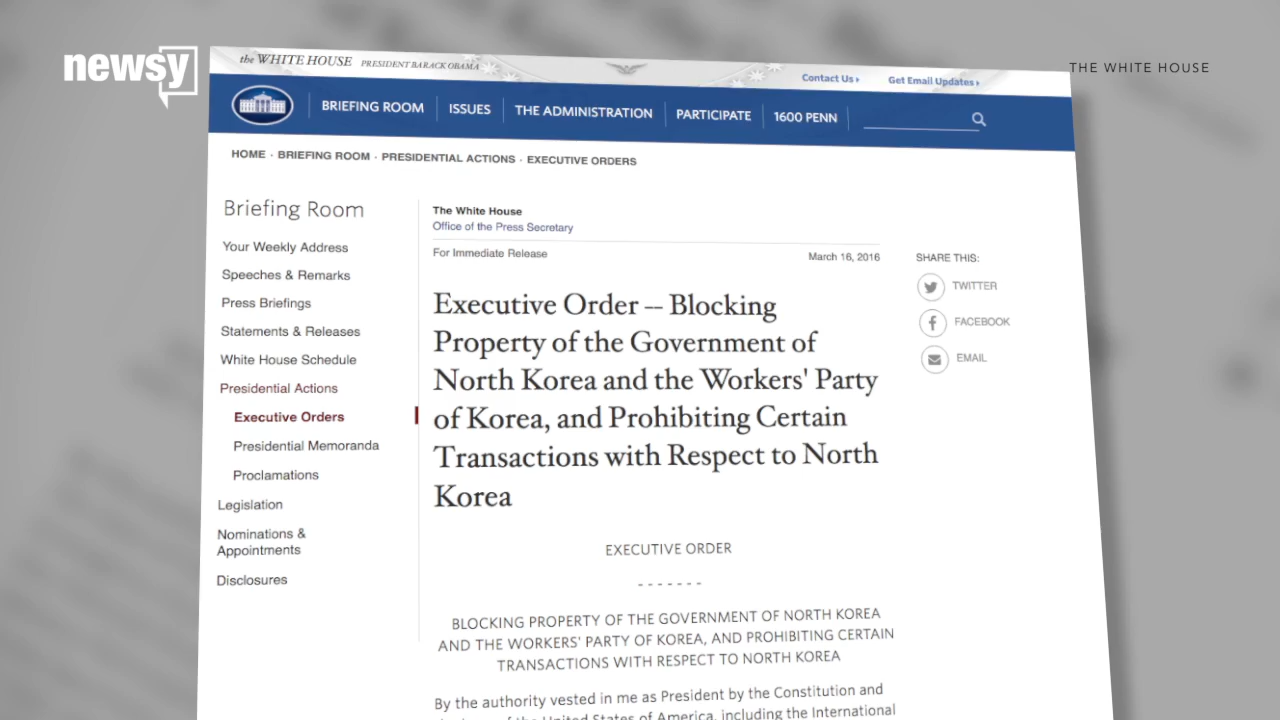 newsy
THE WHITE HOUSE
the WHITE HOUSE PRESIDENT BARACK OBAMA
Contact Us
Get Email Updates
BRIEFING ROOM
ISSUES
THE ADMINISTRATION
PARTICIPATE
1600 PENN
HOME · BRIEFING ROOM · PRESIDENTIAL ACTIONS · EXECUTIVE ORDERS
Briefing Room
Your Weekly Address
Speeches & Remarks
Press Briefings
Statements & Releases
White House Schedule
Presidential Actions
Executive Orders
Presidential Memoranda
Proclamations
Legislation
Nominations &
Appointments
Disclosures
The White House
Office of the Press Secretary
For Immediate Release
March 16, 2016
Executive Order -- Blocking
Property of the Government of
North Korea and the Workers' Party
of Korea, and Prohibiting Certain
Transactions with Respect to North
Korea
EXECUTIVE ORDER
- - - - - - -
BLOCKING PROPERTY OF THE GOVERNMENT OF NORTH KOREA
AND THE WORKERS' PARTY OF KOREA, AND PROHIBITING CERTAIN
TRANSACTIONS WITH RESPECT TO NORTH KOREA
By the authority vested in me as President by the Constitution and
of the United States of America, including the International
SHARE THIS:
TWITTER
FACEBOOK
EMAIL